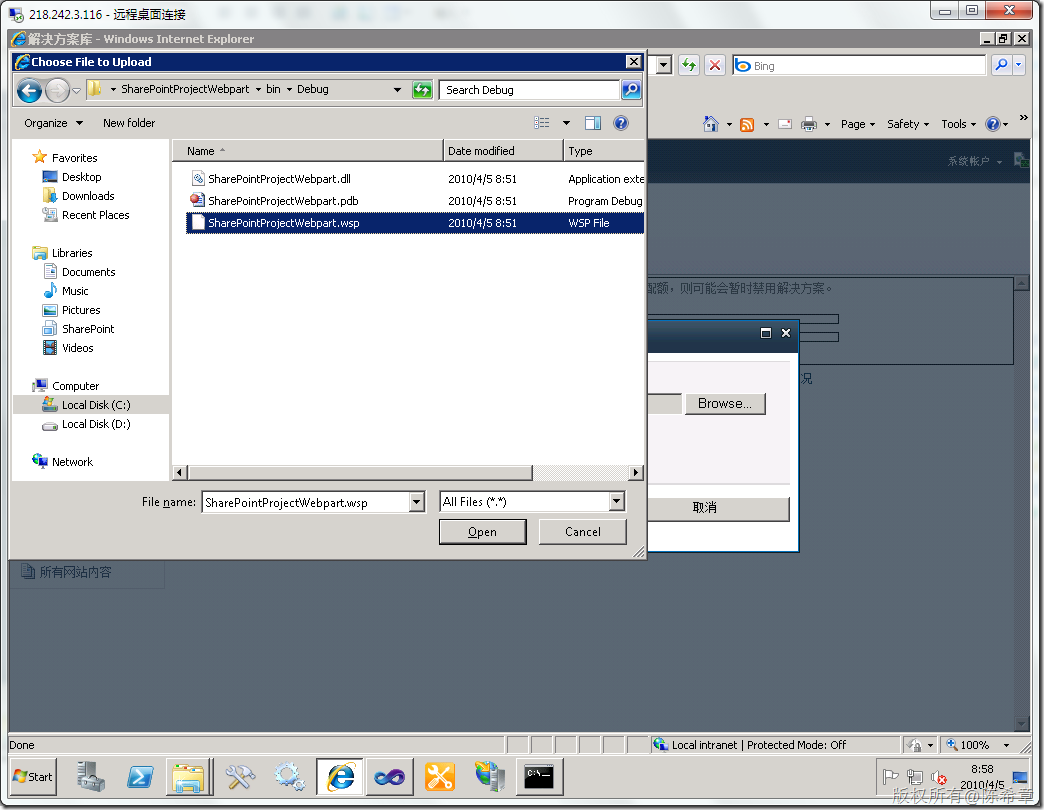 218.242.3.116 - 远程桌面连接
解决方案库 - Windows Internet Explorer
Choose File to Upload
SharePointProjectWebpart bin Debug
Search Debug
Bing
Organize New folder
Page Safety Tools
Name Date modified Type
系统帐户
Favorites
Desktop
Downloads
Recent Places
Libraries
Documents
Music
Pictures
SharePoint
Videos
Computer
Local Disk (C:)
Local Disk (D:)
Network
SharePointProjectWebpart.dll 2010/4/5 8:51 Application exte
SharePointProjectWebpart.pdb 2010/4/5 8:51 Program Debug
SharePointProjectWebpart.wsp 2010/4/5 8:51 WSP File
配额，则可能会暂时禁用解决方案。
况
Browse...
取消
File name: SharePointProjectWebpart.wsp All Files (*.*)
Open Cancel
所有网站内容
Done Local intranet | Protected Mode: Off 100%
Start
C:\_
8:58
2010/4/5
版权所有@陈希章